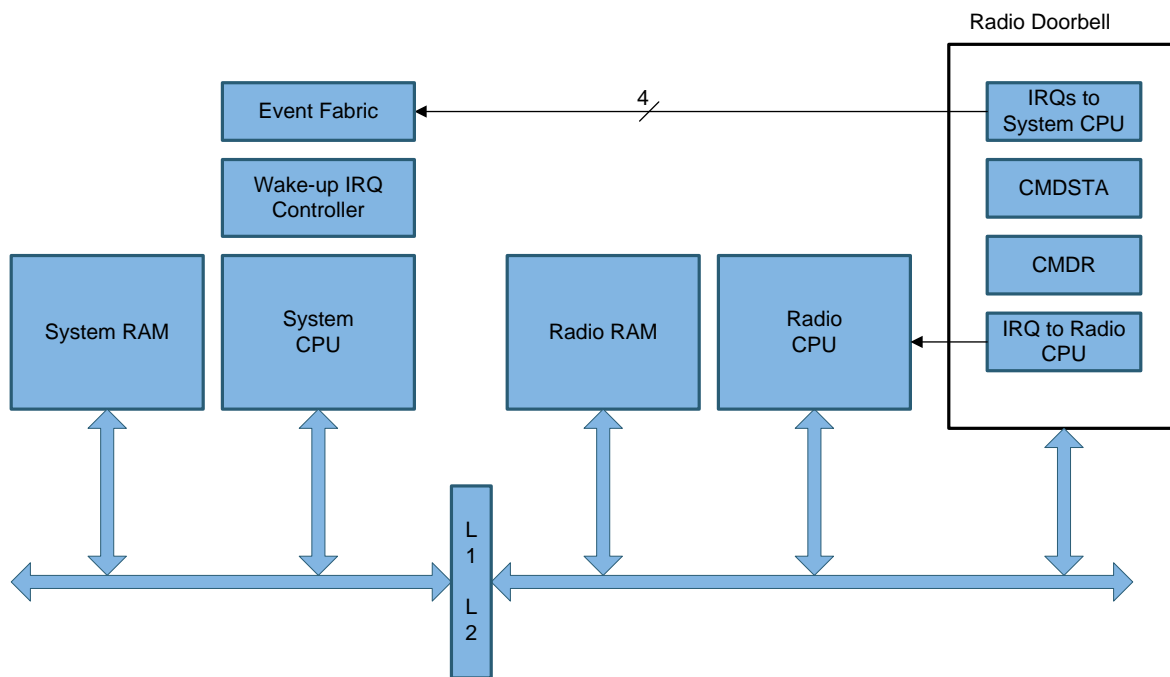 Radio Doorbell
4
Event Fabric
IRQs to
System CPU
Wake-up IRQ
Controller
CMDSTA
CMDR
System RAM
System
CPU
Radio RAM
Radio
CPU
IRQ to Radio
CPU
L
1
L
2